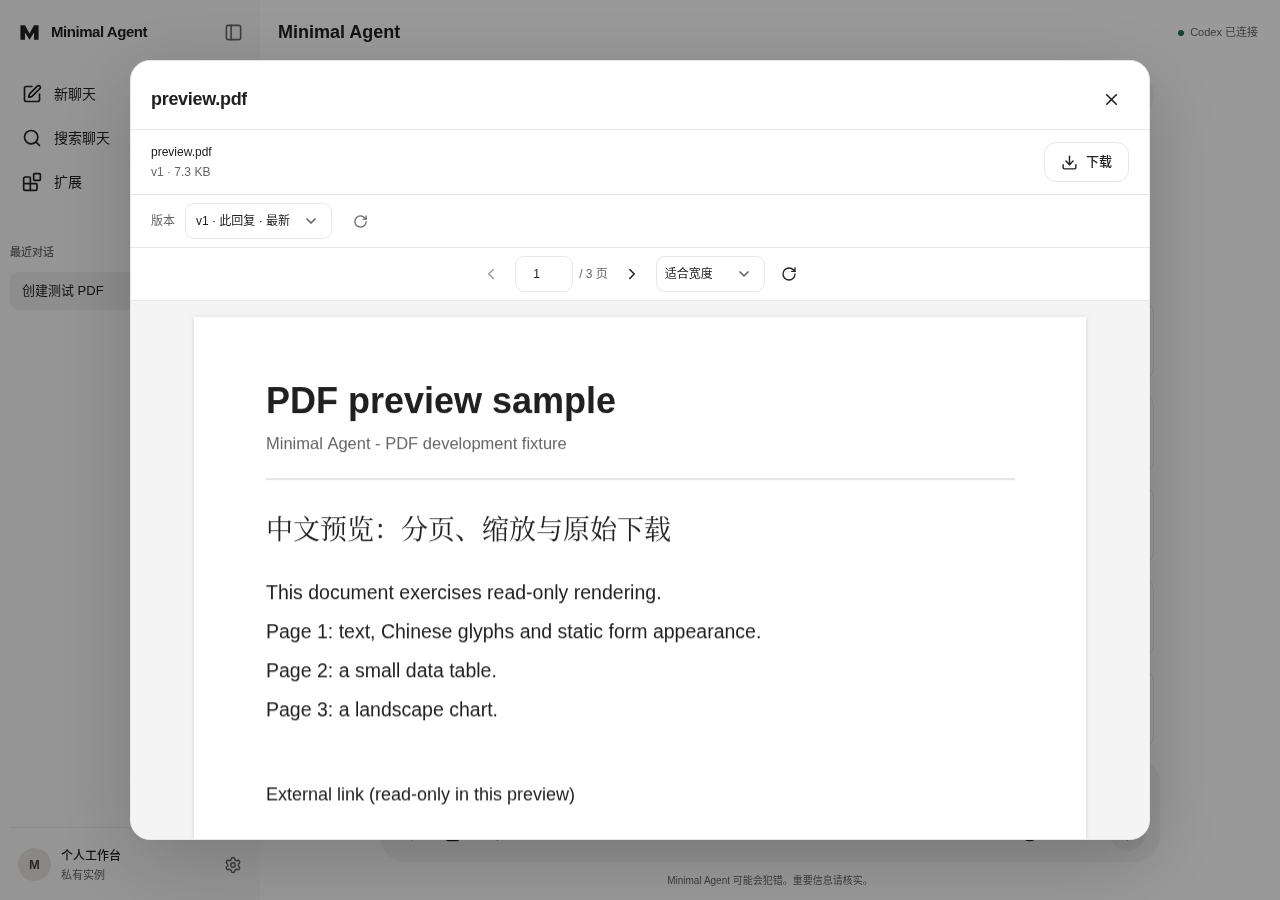 Minimal Agent
Minimal Agent
Codex 已连接
新聊天
搜索聊天
扩展
最近对话
创建测试 PDF
preview.pdf
preview.pdf
v1 · 7.3 KB
下载
版本
v1 · 此回复 · 最新
1
/ 3 页
适合宽度
PDF preview sample
Minimal Agent - PDF development fixture
中文预览：分页、缩放与原始下载
This document exercises read-only rendering.
Page 1: text, Chinese glyphs and static form appearance.
Page 2: a small data table.
Page 3: a landscape chart.
External link (read-only in this preview)
M
个人工作台
私有实例
Minimal Agent 可能会犯错。重要信息请核实。